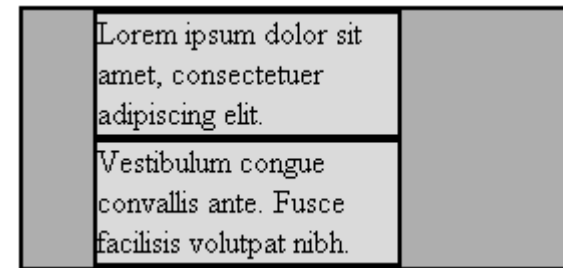 Lorem ipsum dolor sit
amet, consectetuer
adipiscing elit.
Vestibulum congue
convallis ante. Fusce
facilisis volutpat nibh.